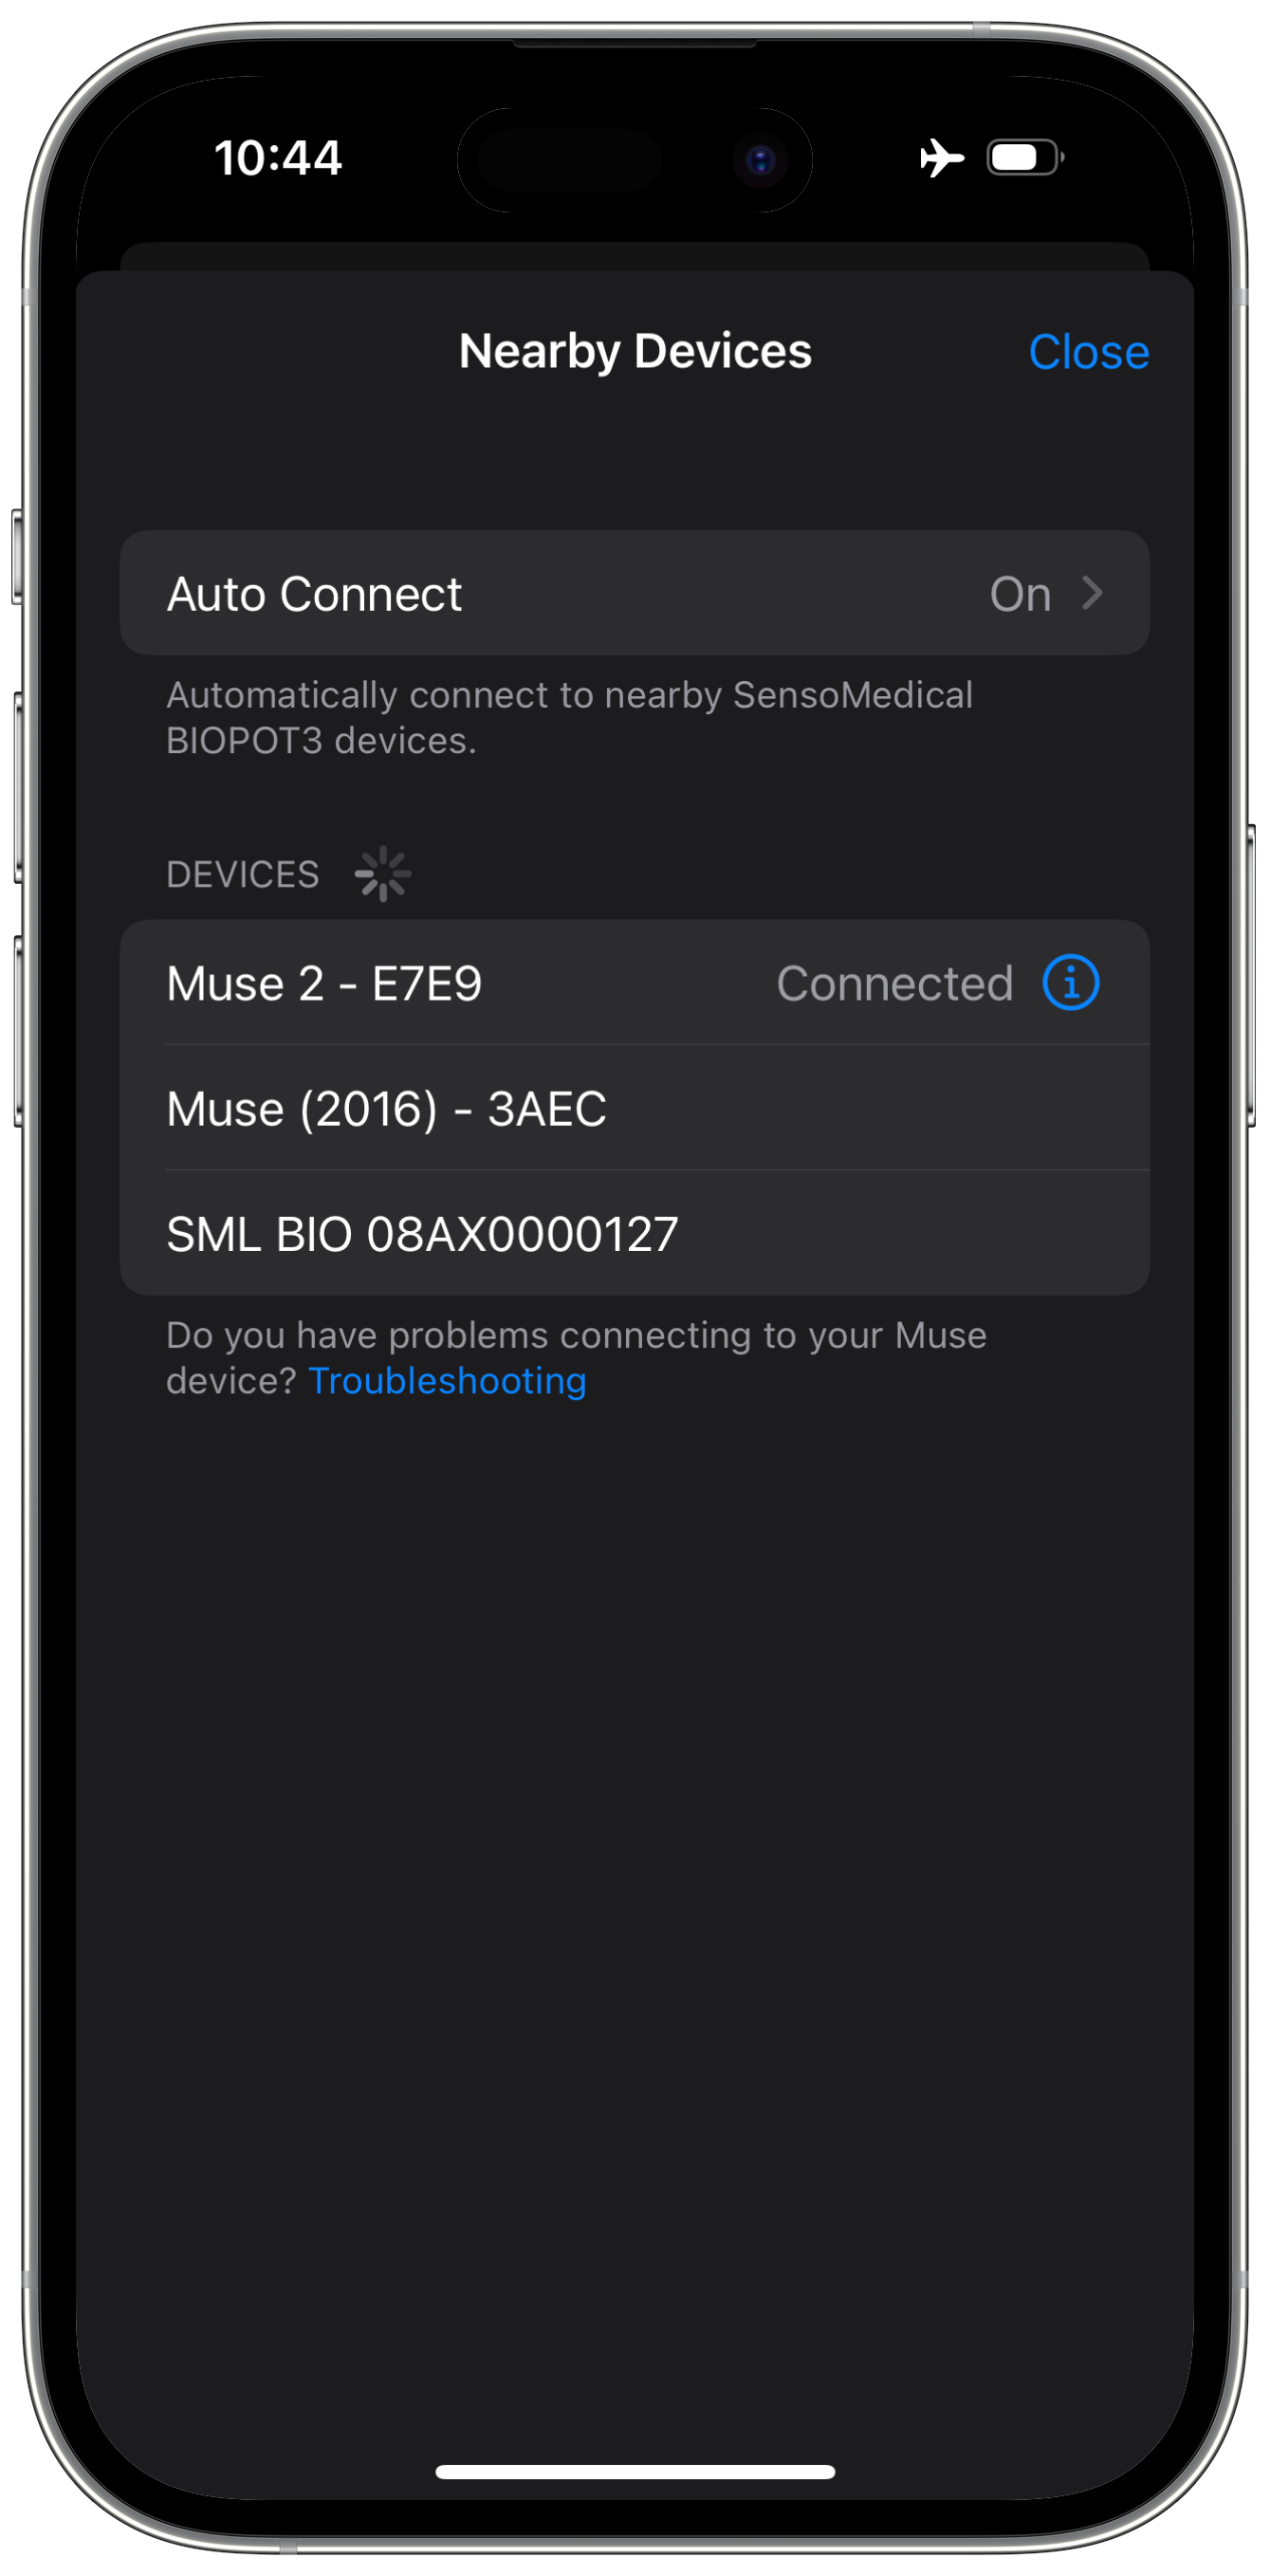 10:44
Nearby Devices
Close
Auto Connect
On
Automatically connect to nearby SensoMedical
BIOPOT3 devices.
DEVICES
Muse 2 - E7E9
Connected
Muse (2016) - 3AEC
SML BIO 08AX0000127
Do you have problems connecting to your Muse
device? Troubleshooting